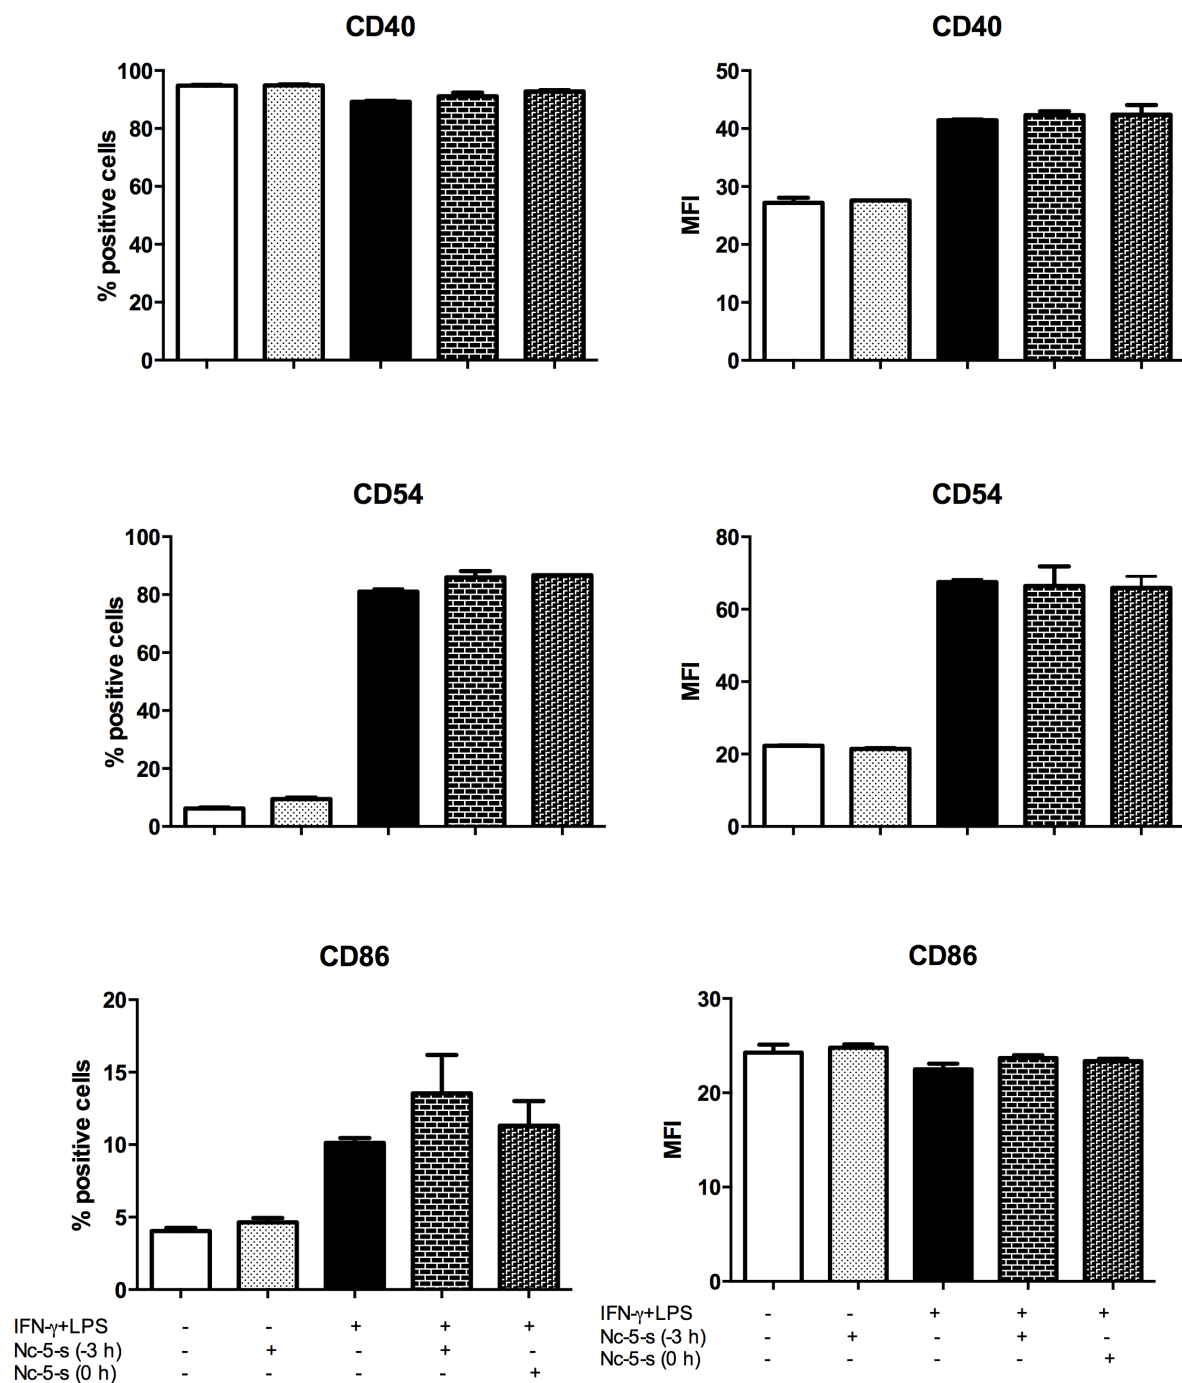 CD40
CD40
100
80
60
40
20
0
% positive cells
50
40
30
20
10
0
MFI
CD54
CD54
100
80
60
40
20
0
% positive cells
80
60
40
20
0
MFI
CD86
CD86
20
15
10
5
0
% positive cells
30
20
10
0
MFI
IFN-γ+LPS - - + + +
Nc-5-s (-3 h) - + - + -
Nc-5-s (0 h) - - - - +
IFN-γ+LPS - - + + +
Nc-5-s (-3 h) - + - + -
Nc-5-s (0 h) - - - - +